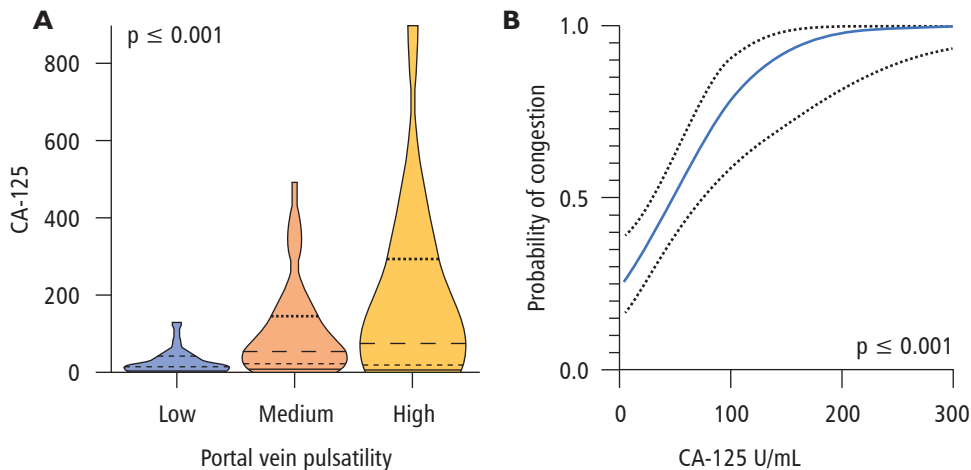 A
p ≤ 0.001
CA-125
800
600
400
200
0
Low Medium High
Portal vein pulsatility
B
Probability of congestion
1.0
0.5
0.0
p ≤ 0.001
0 100 200 300
CA-125 U/mL